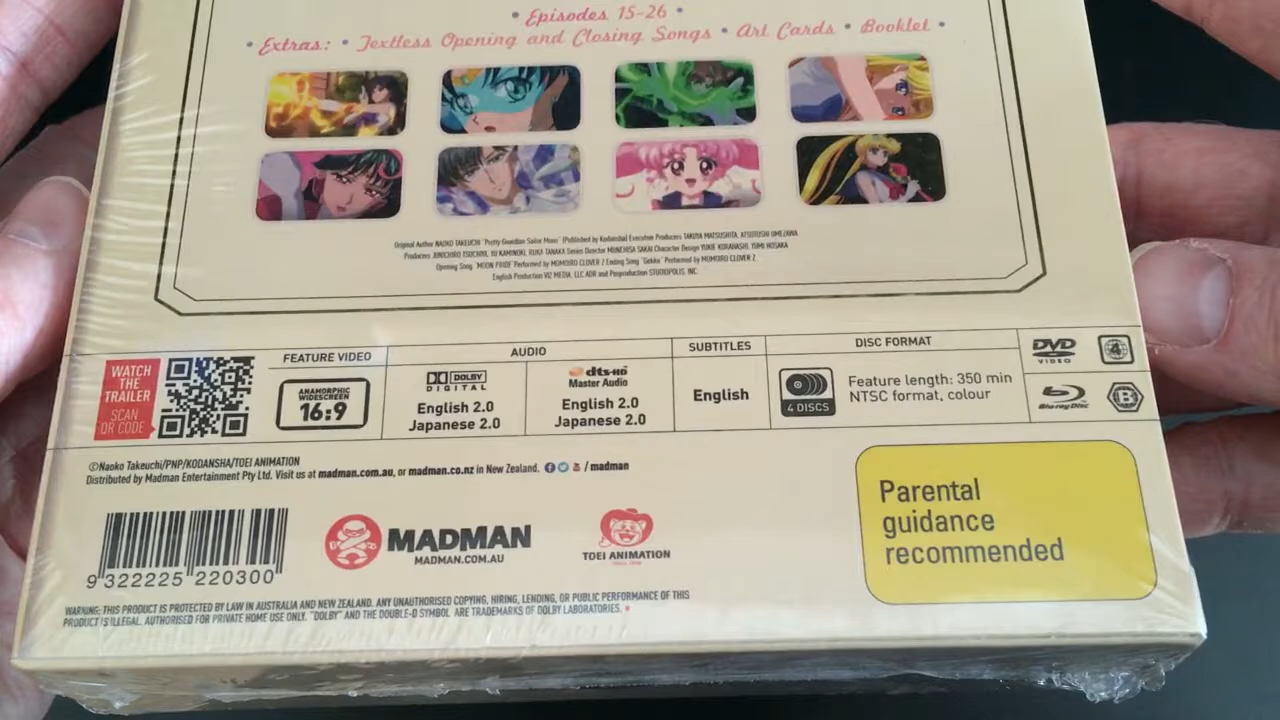 • Episodes 15-26 •
• Extras: • Textless Opening and Closing Songs • Art Cards • Booklet •
Original Author NAOKO TAKEUCHI "Pretty Guardian Sailor Moon" (Published by Kodansha) Executive Producers TAKUYA MATSUSHITA, ATSUTOSHI UMEZAWA
Producers JUNICHIRO TSUCHIYA, YU KAMINOKI, RUKA TANAKA Series Director MUNEHISA SAKAI Character Design YUKIE KURAHASHI, YUMI HOSAKA
Opening Song "MOON PRIDE" Performed by MOMOIRO CLOVER Z Ending Song "Gekko" Performed by MOMOIRO CLOVER Z
English Production VIZ MEDIA, LLC ADR and Postproduction STUDIOPOLIS, INC.
WATCH
THE
TRAILER
SCAN
QR CODE
FEATURE VIDEO
ANAMORPHIC
WIDESCREEN
16:9
AUDIO
DOLBY
DIGITAL
English 2.0
Japanese 2.0
dts-HD
Master Audio
English 2.0
Japanese 2.0
SUBTITLES
English
DISC FORMAT
4 DISCS
Feature length: 350 min
NTSC format, colour
DVD
VIDEO
4
Blu-ray Disc
B
©Naoko Takeuchi/PNP/KODANSHA/TOEI ANIMATION
Distributed by Madman Entertainment Pty Ltd. Visit us at madman.com.au, or madman.co.nz in New Zealand. / madman
9 322225 220300
MADMAN
MADMAN.COM.AU
TOEI ANIMATION
Parental
guidance
recommended
WARNING: THIS PRODUCT IS PROTECTED BY LAW IN AUSTRALIA AND NEW ZEALAND. ANY UNAUTHORISED COPYING, HIRING, LENDING, OR PUBLIC PERFORMANCE OF THIS
PRODUCT IS ILLEGAL. AUTHORISED FOR PRIVATE HOME USE ONLY. "DOLBY" AND THE DOUBLE-D SYMBOL ARE TRADEMARKS OF DOLBY LABORATORIES.